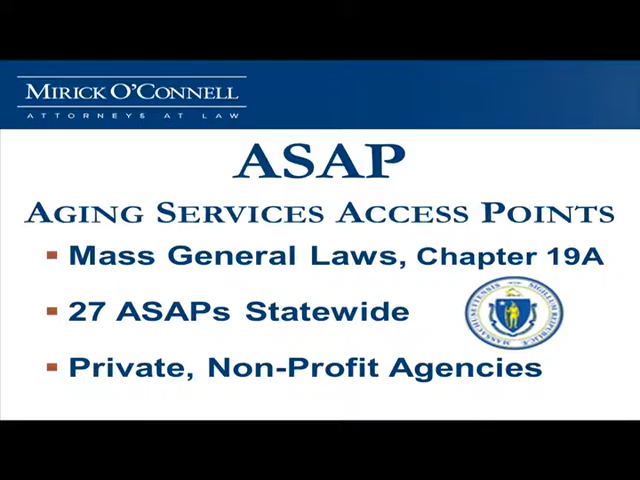 MIRICK O'CONNELL
ATTORNEYS AT LAW
ASAP
AGING SERVICES ACCESS POINTS
Mass General Laws, Chapter 19A
27 ASAPs Statewide
Private, Non-Profit Agencies